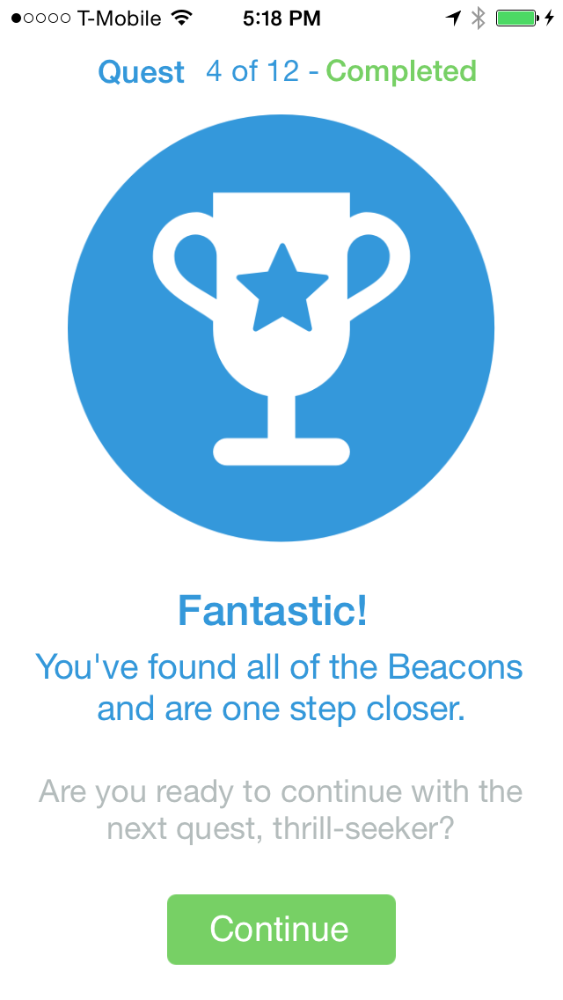 T-Mobile 5:18 PM
Quest 4 of 12 - Completed
Fantastic!
You've found all of the Beacons
and are one step closer.
Are you ready to continue with the
next quest, thrill-seeker?
Continue